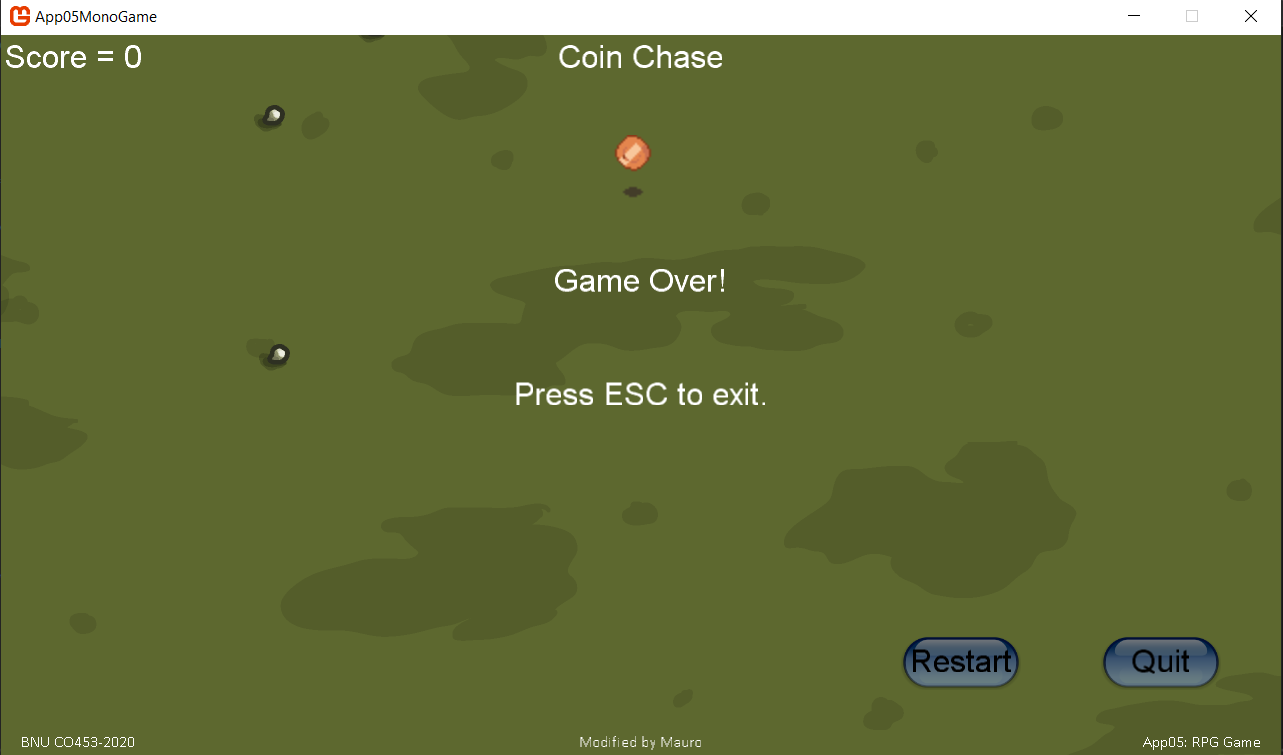 App05MonoGame
Score = 0
Coin Chase
Game Over!
Press ESC to exit.
Restart
Quit
BNU CO453-2020
Modified by Mauro
App05: RPG Game